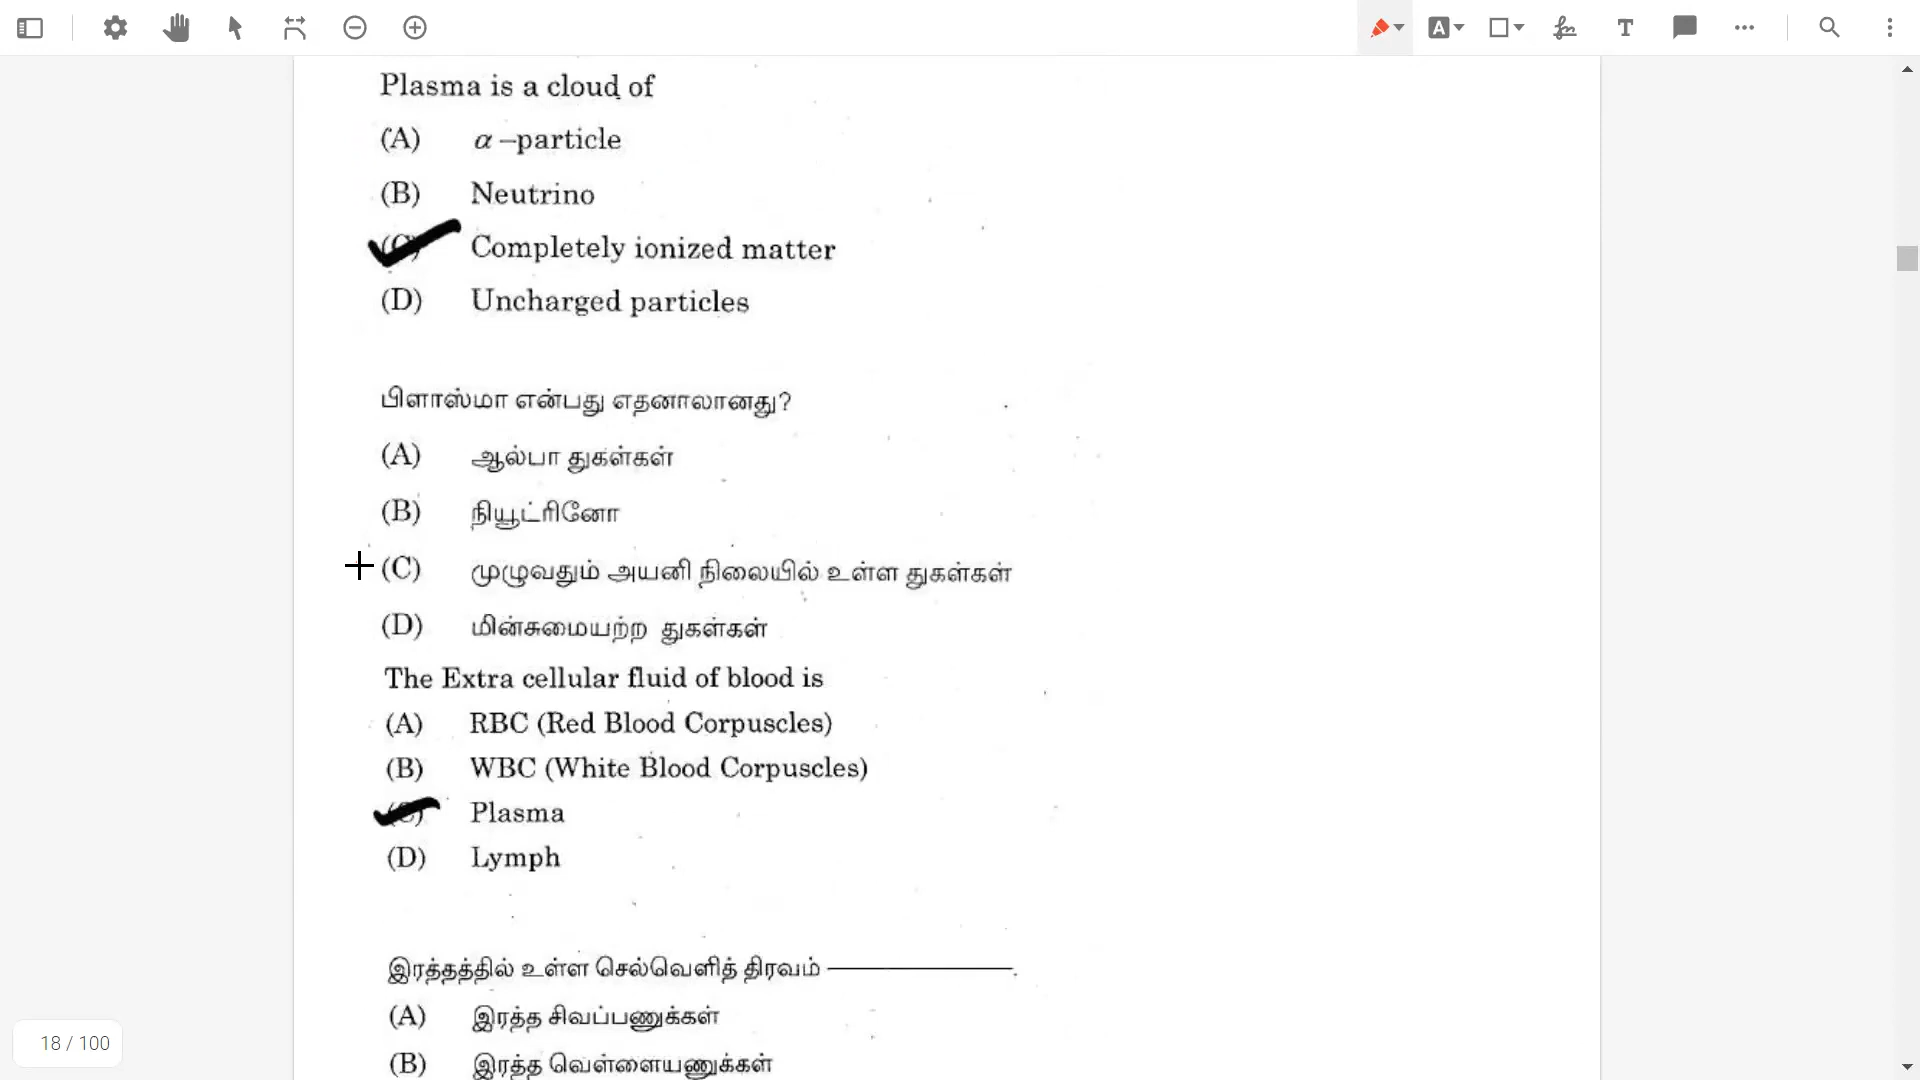 Plasma is a cloud of
(A) α –particle
(B) Neutrino
(C) Completely ionized matter
(D) Uncharged particles
பிளாஸ்மா என்பது எதனாலானது?
(A) ஆல்பா துகள்கள்
(B) நியூட்ரினோ
(C) முழுவதும் அயனி நிலையில் உள்ள துகள்கள்
(D) மின்சுமையற்ற துகள்கள்
The Extra cellular fluid of blood is
(A) RBC (Red Blood Corpuscles)
(B) WBC (White Blood Corpuscles)
(C) Plasma
(D) Lymph
இரத்தத்தில் உள்ள செல்வெளித் திரவம் ————.
(A) இரத்த சிவப்பணுக்கள்
(B) இரத்த வெள்ளையணுக்கள்
18 / 100